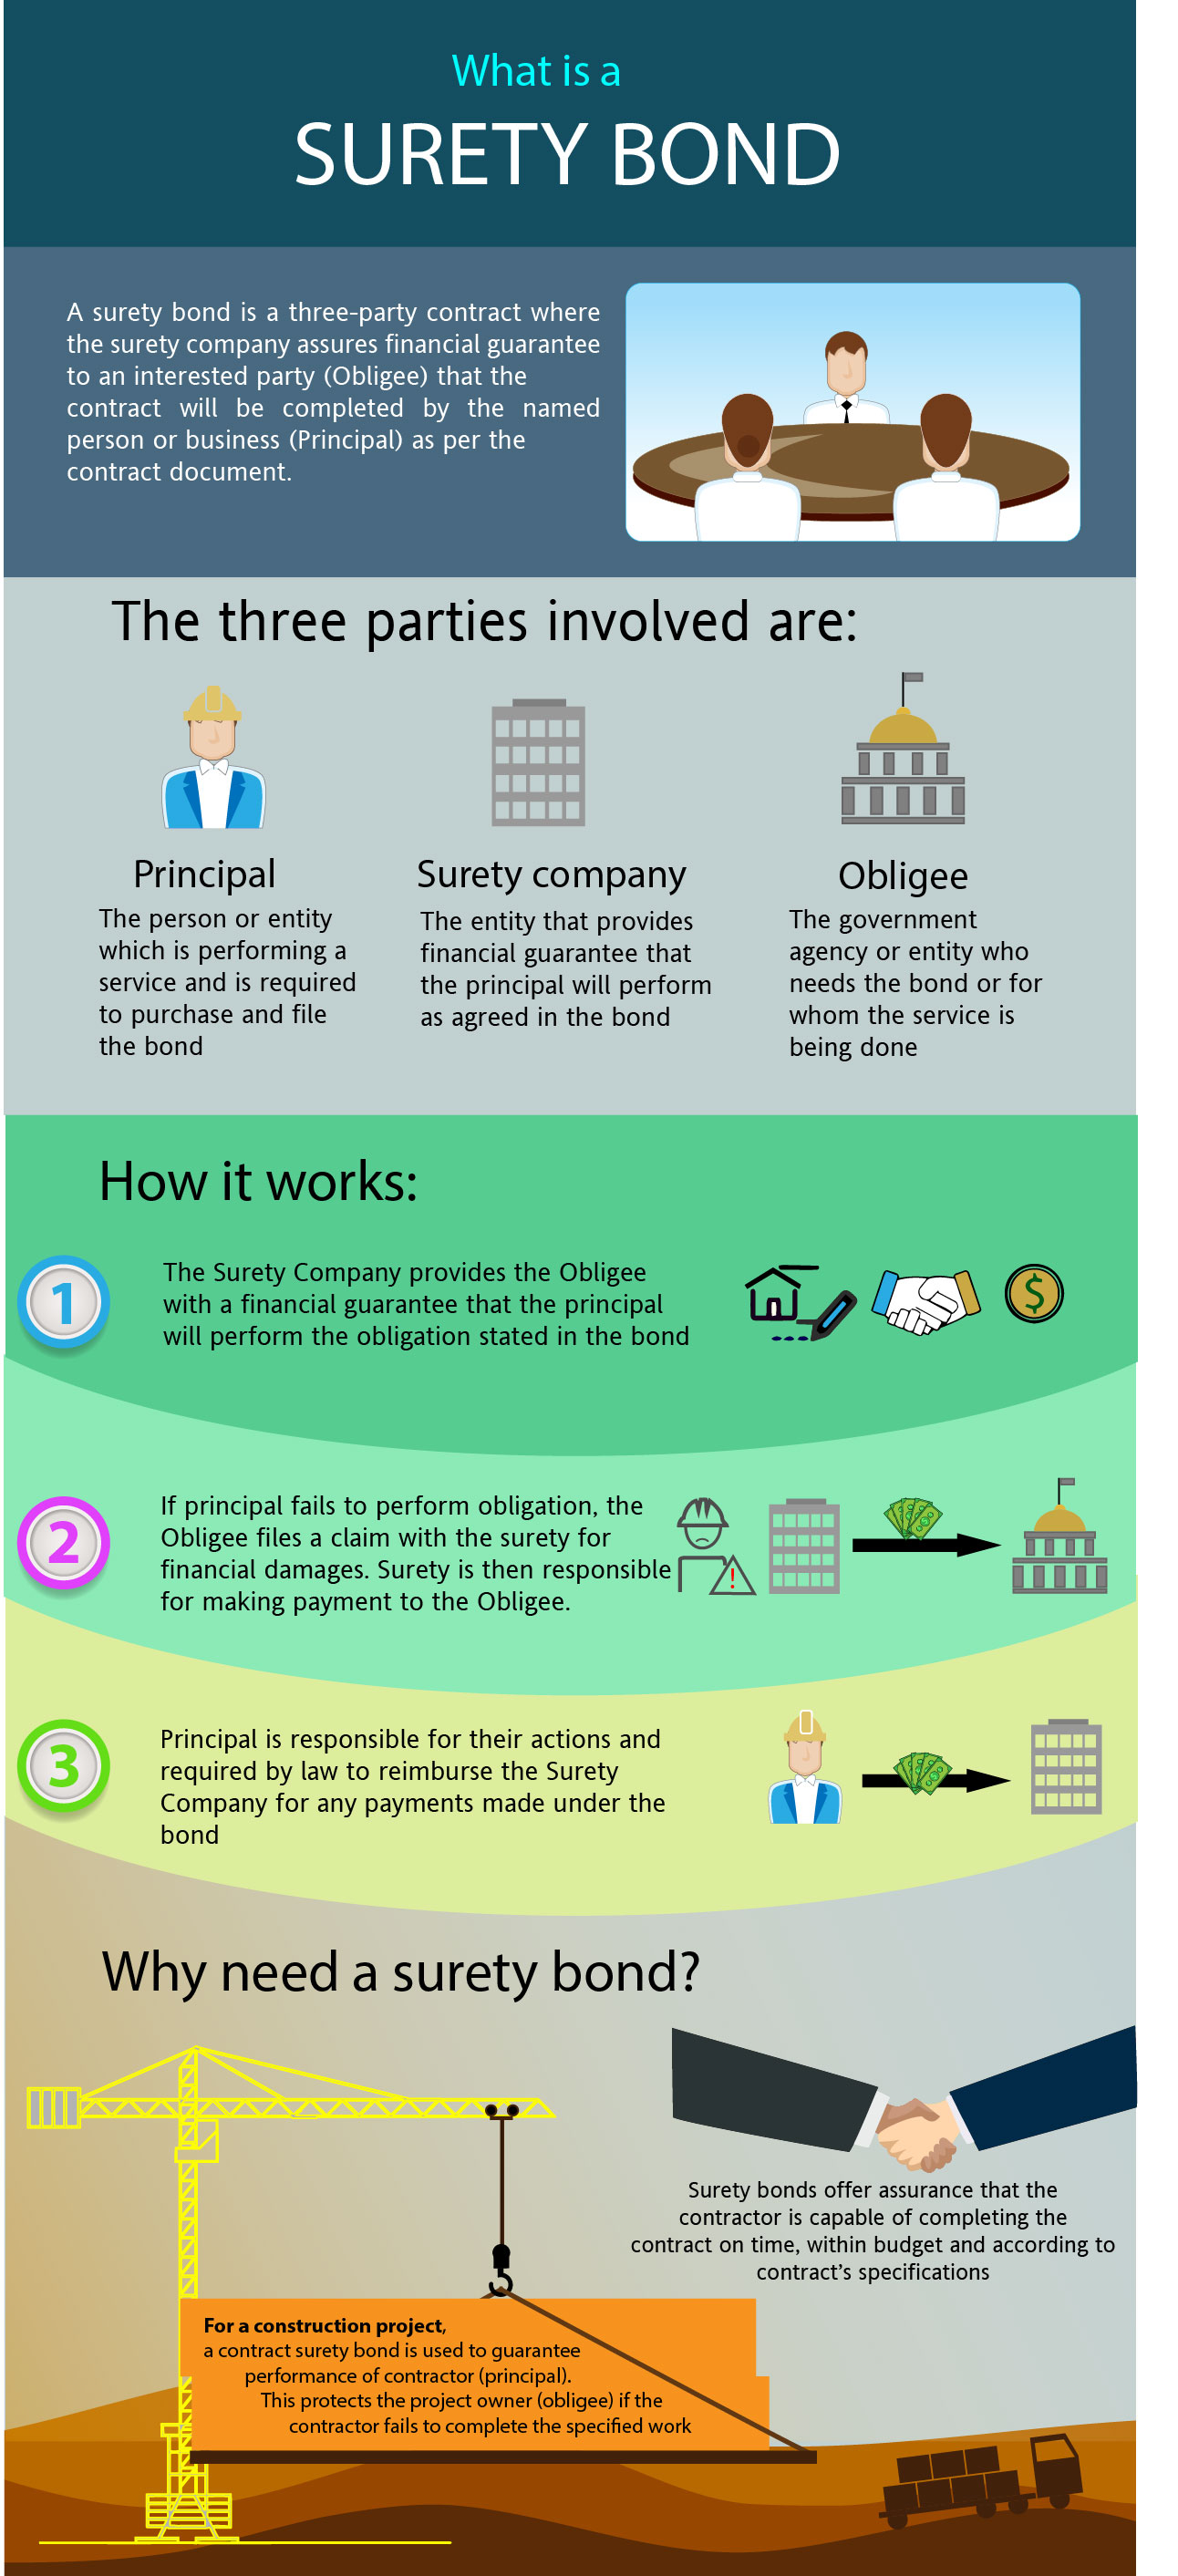 What is a
SURETY BOND
A surety bond is a three-party contract where
the surety company assures financial guarantee
to an interested party (Obligee) that the
contract will be completed by the named
person or business (Principal) as per the
contract document.
The three parties involved are:
Principal
The person or entity
which is performing a
service and is required
to purchase and file
the bond
Surety company
The entity that provides
financial guarantee that
the principal will perform
as agreed in the bond
Obligee
The government
agency or entity who
needs the bond or for
whom the service is
being done
How it works:
1
The Surety Company provides the Obligee
with a financial guarantee that the principal
will perform the obligation stated in the bond
$
2
If principal fails to perform obligation, the
Obligee files a claim with the surety for
financial damages. Surety is then responsible
for making payment to the Obligee.
!
3
Principal is responsible for their actions and
required by law to reimburse the Surety
Company for any payments made under the
bond
Why need a surety bond?
Surety bonds offer assurance that the
contractor is capable of completing the
contract on time, within budget and according to
contract's specifications
For a construction project,
a contract surety bond is used to guarantee
performance of contractor (principal).
This protects the project owner (obligee) if the
contractor fails to complete the specified work